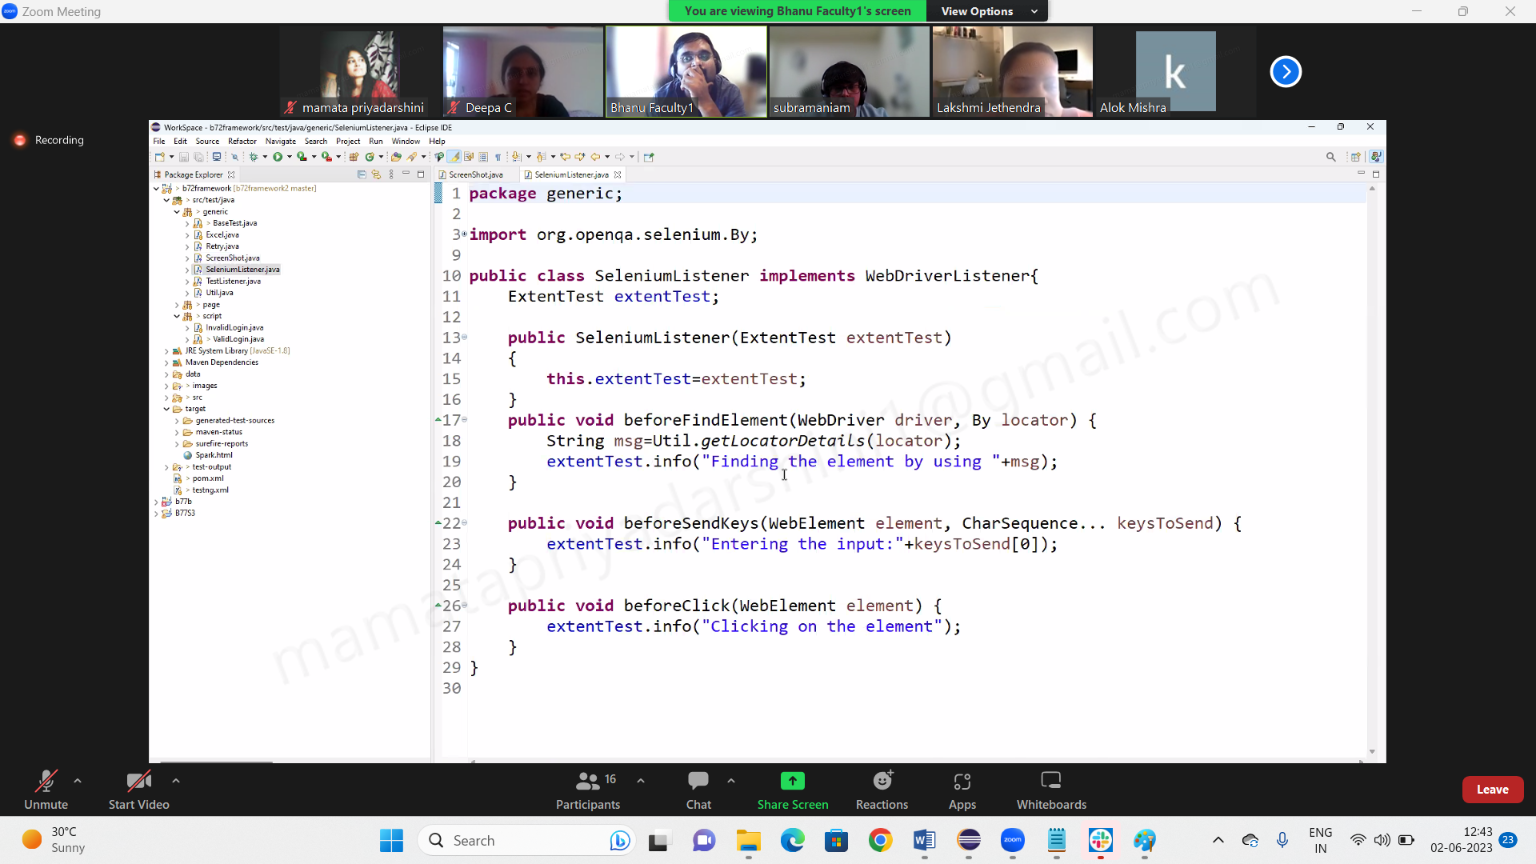 Zoom Meeting
You are viewing Bhanu Faculty1's screen
View Options
mamata priyadarshini
Deepa C
Bhanu Faculty1
subramaniam
Lakshmi Jethendra
k
Alok Mishra
Recording
WorkSpace - b72framework/src/test/java/generic/SeleniumListener.java - Eclipse IDE
File Edit Source Refactor Navigate Search Project Run Window Help
Package Explorer
b72framework [b72framework2 master]
src/test/java
generic
BaseTest.java
Excel.java
Retry.java
ScreenShot.java
SeleniumListener.java
TestListener.java
Util.java
page
script
InvalidLogin.java
ValidLogin.java
JRE System Library [JavaSE-1.8]
Maven Dependencies
data
images
src
target
generated-test-sources
maven-status
surefire-reports
Spark.html
test-output
pom.xml
testng.xml
b77b
B7753
ScreenShot.java
SeleniumListener.java
1 package generic;
2
3 import org.openqa.selenium.By;
9
10 public class SeleniumListener implements WebDriverListener{
11 ExtentTest extentTest;
12
13 public SeleniumListener(ExtentTest extentTest)
14 {
15 this.extentTest=extentTest;
16 }
17 public void beforeFindElement(WebDriver driver, By locator) {
18 String msg=Util.getLocatorDetails(locator);
19 extentTest.info("Finding the element by using "+msg);
20 }
21
22 public void beforeSendKeys(WebElement element, CharSequence... keysToSend) {
23 extentTest.info("Entering the input:"+keysToSend[0]);
24 }
25
26 public void beforeClick(WebElement element) {
27 extentTest.info("Clicking on the element");
28 }
29 }
30
Unmute
Start Video
16
Participants
Chat
Share Screen
Reactions
Apps
Whiteboards
Leave
30°C
Sunny
Search
zoom
ENG
IN
12:43
02-06-2023
23